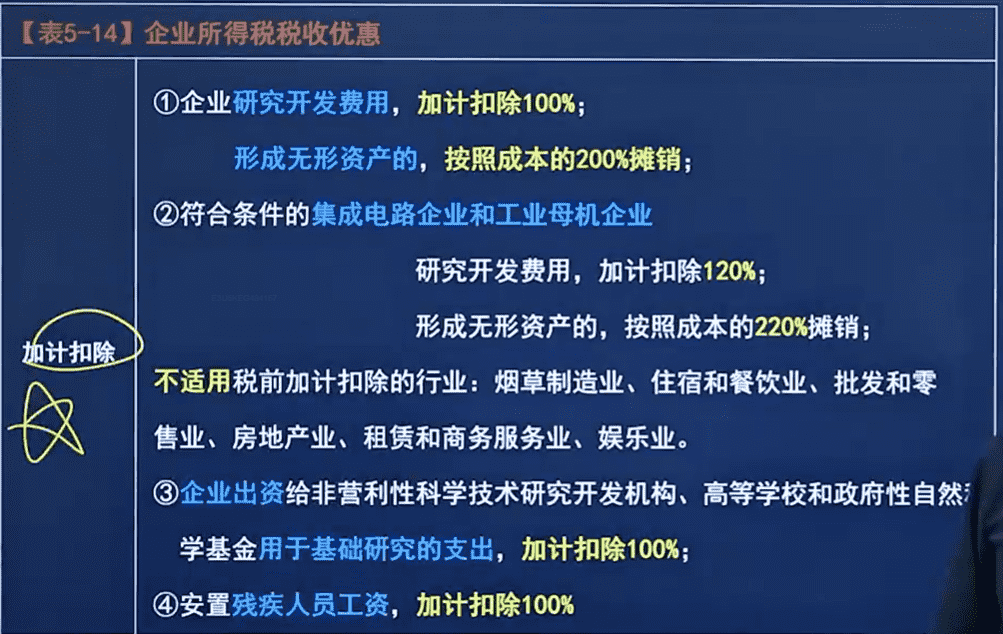 【表5-14】企业所得税税收优惠
①企业研究开发费用，加计扣除100%；
形成无形资产的，按照成本的200%摊销；
②符合条件的集成电路企业和工业母机企业
研究开发费用，加计扣除120%；
形成无形资产的，按照成本的220%摊销；
加计扣除
不适用税前加计扣除的行业：烟草制造业、住宿和餐饮业、批发和零
售业、房地产业、租赁和商务服务业、娱乐业。
③企业出资给非营利性科学技术研究开发机构、高等学校和政府性自然
学基金用于基础研究的支出，加计扣除100%；
④安置残疾人员工资，加计扣除100%